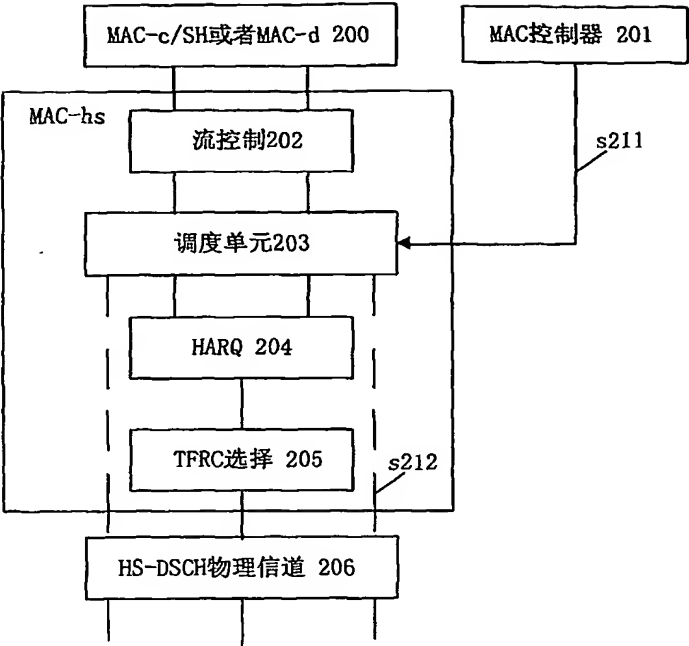 MAC-c/SH或者MAC-d 200
MAC控制器 201
MAC-hs
流控制202
s211
调度单元203
HARQ 204
TFRC选择 205
s212
HS-DSCH物理信道 206